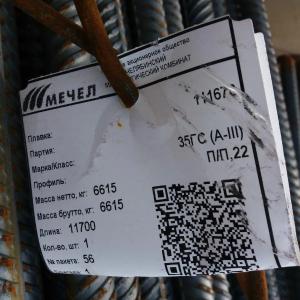 акционерное общество
ЧЕЛЯБИНСКИЙ
МЕТАЛЛУРГИЧЕСКИЙ КОМБИНАТ
МЕЧЕЛ
Плавка:
Партия:
Марка/Класс: 35ГС (А-III)
Профиль: П/П,22
Масса нетто, кг: 6615
Масса брутто, кг: 6615
Длина: 11700
Кол-во, шт: 1
№ пакета: 56